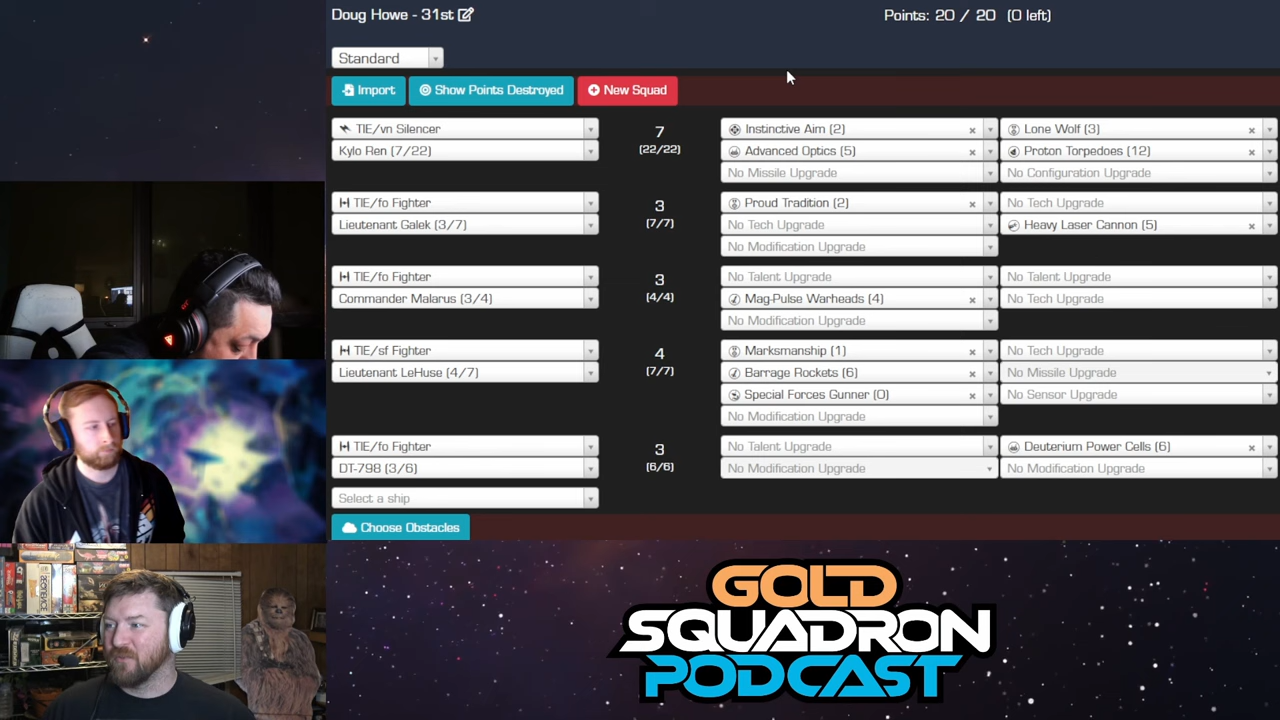 Doug Howe - 31st
Points: 20 / 20 (0 left)
Standard
Import
Show Points Destroyed
New Squad
TIE/vn Silencer
7
Instinctive Aim (2)
Lone Wolf (3)
Kylo Ren (7/22)
(22/22)
Advanced Optics (5)
Proton Torpedoes (12)
No Missile Upgrade
No Configuration Upgrade
TIE/fo Fighter
3
Proud Tradition (2)
No Tech Upgrade
Lieutenant Galek (3/7)
(7/7)
No Tech Upgrade
Heavy Laser Cannon (5)
No Modification Upgrade
TIE/fo Fighter
3
No Talent Upgrade
No Talent Upgrade
Commander Malarus (3/4)
(4/4)
Mag-Pulse Warheads (4)
No Tech Upgrade
No Modification Upgrade
TIE/sf Fighter
4
Marksmanship (1)
No Tech Upgrade
Lieutenant LeHuse (4/7)
(7/7)
Barrage Rockets (6)
No Missile Upgrade
Special Forces Gunner (0)
No Sensor Upgrade
No Modification Upgrade
TIE/fo Fighter
3
No Talent Upgrade
Deuterium Power Cells (6)
DT-798 (3/6)
(6/6)
No Modification Upgrade
No Modification Upgrade
Select a ship
Choose Obstacles
GOLD
SQUADRON
PODCAST